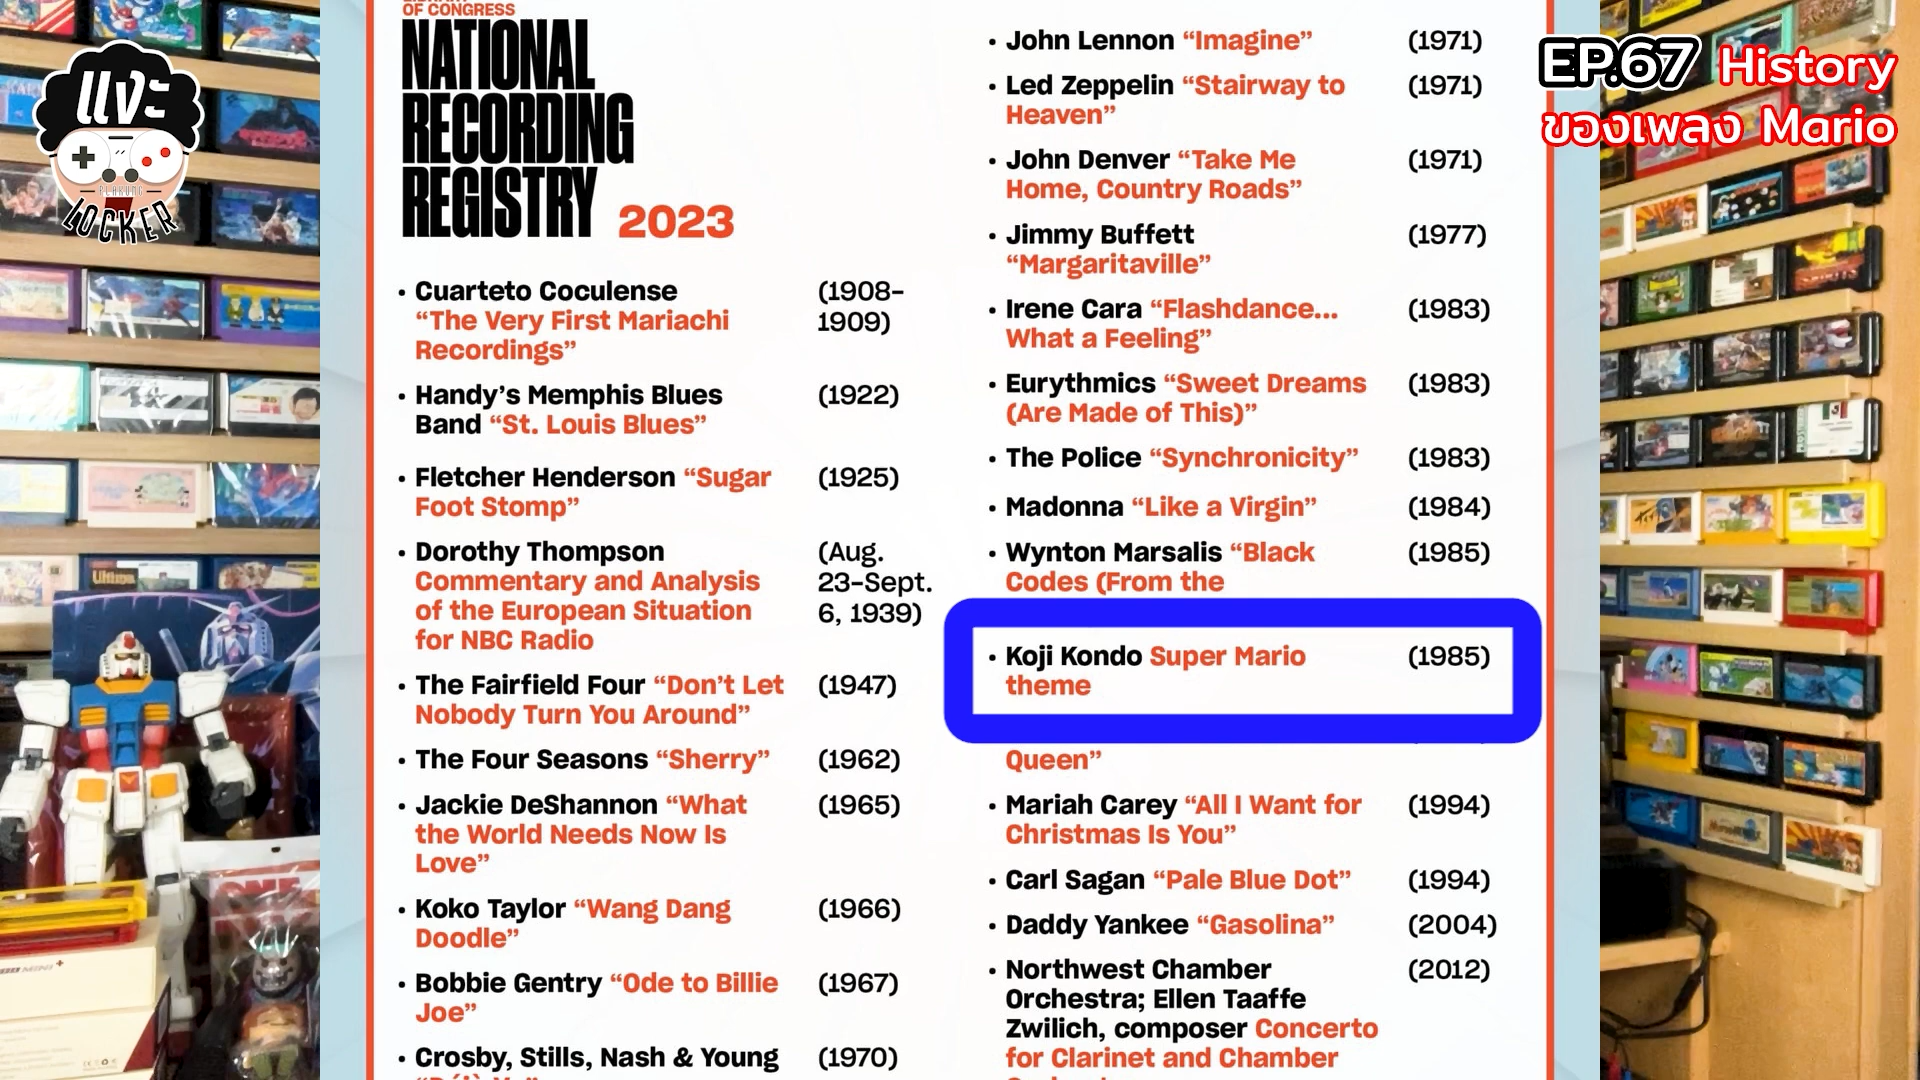 แงะ
PLAKUNG
LOCKER
EP.67 History
ของเพลง Mario
OF CONGRESS
NATIONAL
RECORDING
REGISTRY 2023
• Cuarteto Coculense (1908–
“The Very First Mariachi 1909)
Recordings”
• Handy’s Memphis Blues (1922)
Band “St. Louis Blues”
• Fletcher Henderson “Sugar (1925)
Foot Stomp”
• Dorothy Thompson (Aug.
Commentary and Analysis 23–Sept.
of the European Situation 6, 1939)
for NBC Radio
• The Fairfield Four “Don’t Let (1947)
Nobody Turn You Around”
• The Four Seasons “Sherry” (1962)
• Jackie DeShannon “What (1965)
the World Needs Now Is
Love”
• Koko Taylor “Wang Dang (1966)
Doodle”
• Bobbie Gentry “Ode to Billie (1967)
Joe”
• Crosby, Stills, Nash & Young (1970)
• John Lennon “Imagine” (1971)
• Led Zeppelin “Stairway to (1971)
Heaven”
• John Denver “Take Me (1971)
Home, Country Roads”
• Jimmy Buffett (1977)
“Margaritaville”
• Irene Cara “Flashdance... (1983)
What a Feeling”
• Eurythmics “Sweet Dreams (1983)
(Are Made of This)”
• The Police “Synchronicity” (1983)
• Madonna “Like a Virgin” (1984)
• Wynton Marsalis “Black (1985)
Codes (From the
• Koji Kondo Super Mario (1985)
theme
Queen”
• Mariah Carey “All I Want for (1994)
Christmas Is You”
• Carl Sagan “Pale Blue Dot” (1994)
• Daddy Yankee “Gasolina” (2004)
• Northwest Chamber (2012)
Orchestra; Ellen Taaffe
Zwilich, composer Concerto
for Clarinet and Chamber